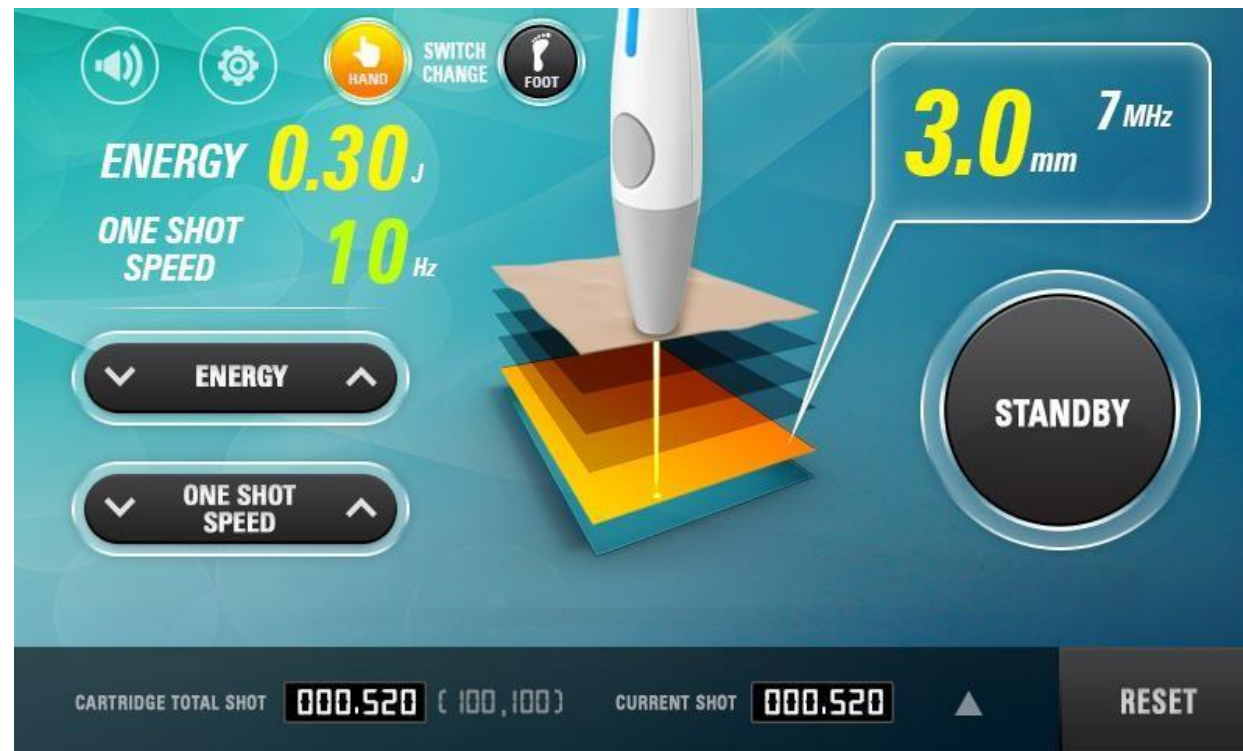 HAND
SWITCH
CHANGE
FOOT
ENERGY 0.30 J
ONE SHOT
SPEED
10 Hz
3.0 mm
7 MHz
ENERGY
ONE SHOT
SPEED
STANDBY
CARTRIDGE TOTAL SHOT 000.520 (100,100) CURRENT SHOT 000.520
RESET